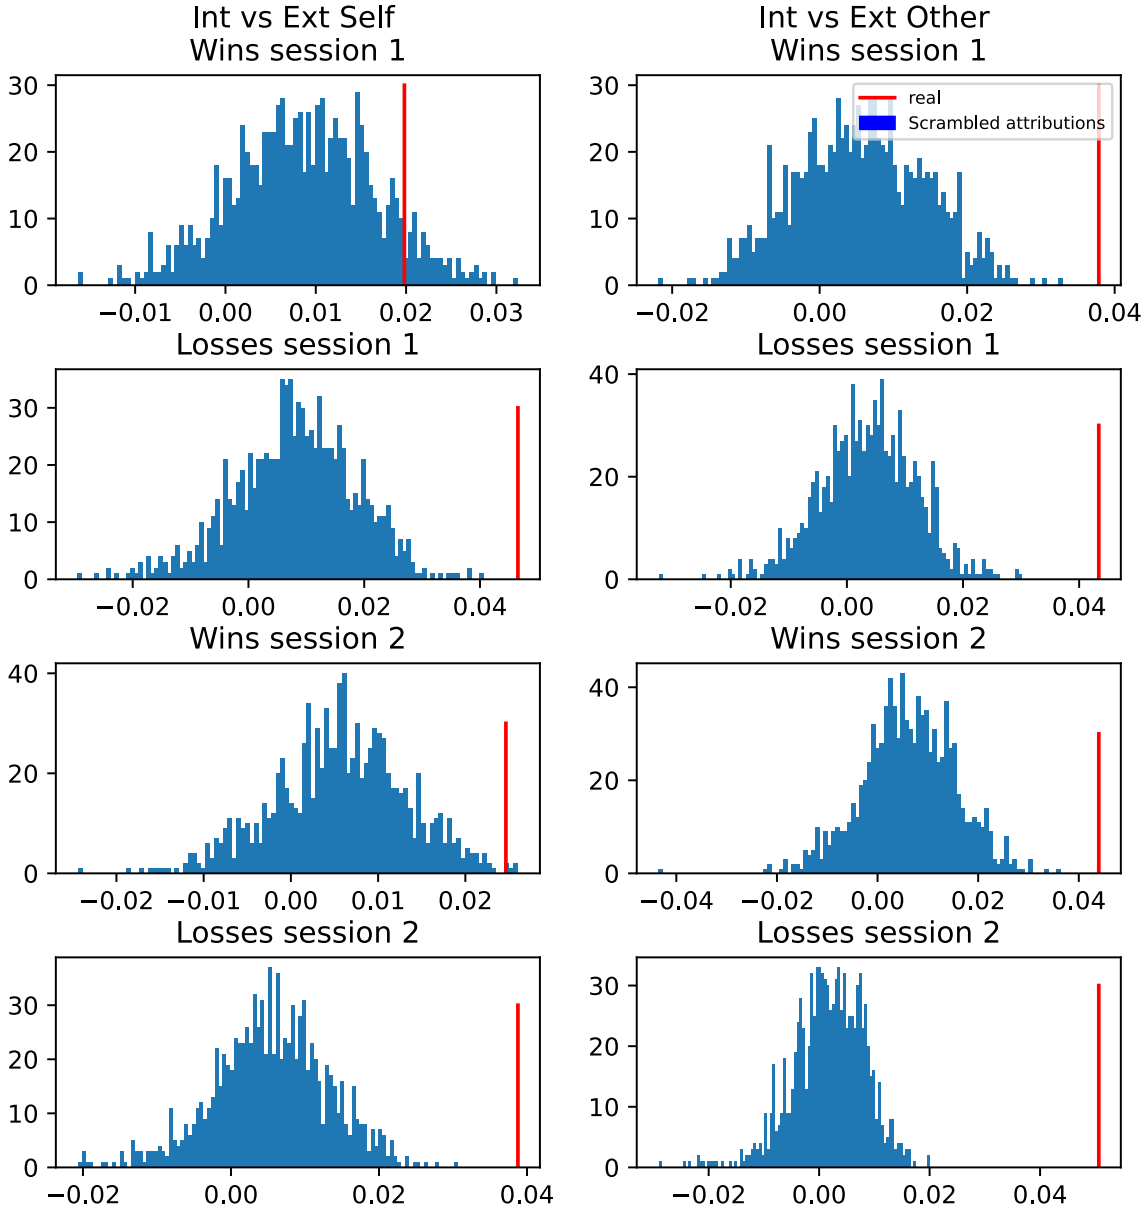 Int vs Ext Self
Wins session 1
30
20
10
0
−0.01 0.00 0.01 0.02 0.03
Int vs Ext Other
Wins session 1
real
Scrambled attributions
30
20
10
0
−0.02 0.00 0.02 0.04
Losses session 1
30
20
10
0
−0.02 0.00 0.02 0.04
Losses session 1
40
20
0
−0.02 0.00 0.02 0.04
Wins session 2
40
20
0
−0.02 −0.01 0.00 0.01 0.02
Wins session 2
40
20
0
−0.04 −0.02 0.00 0.02 0.04
Losses session 2
30
20
10
0
−0.02 0.00 0.02 0.04
Losses session 2
30
20
10
0
−0.02 0.00 0.02 0.04